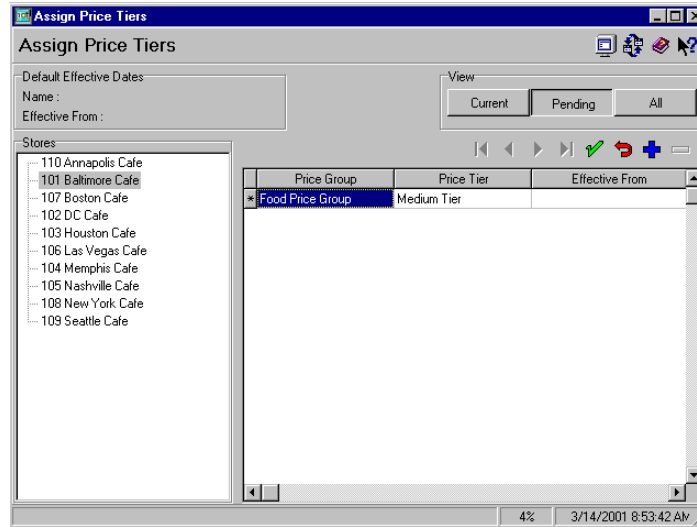 Assign Price Tiers
Assign Price Tiers
Default Effective Dates
Name :
Effective From :
View
Current
Pending
All
Stores
110 Annapolis Cafe
101 Baltimore Cafe
107 Boston Cafe
102 DC Cafe
103 Houston Cafe
106 Las Vegas Cafe
104 Memphis Cafe
105 Nashville Cafe
108 New York Cafe
109 Seattle Cafe
Price Group Price Tier Effective From
* Food Price Group Medium Tier
4% 3/14/2001 8:53:42 AM